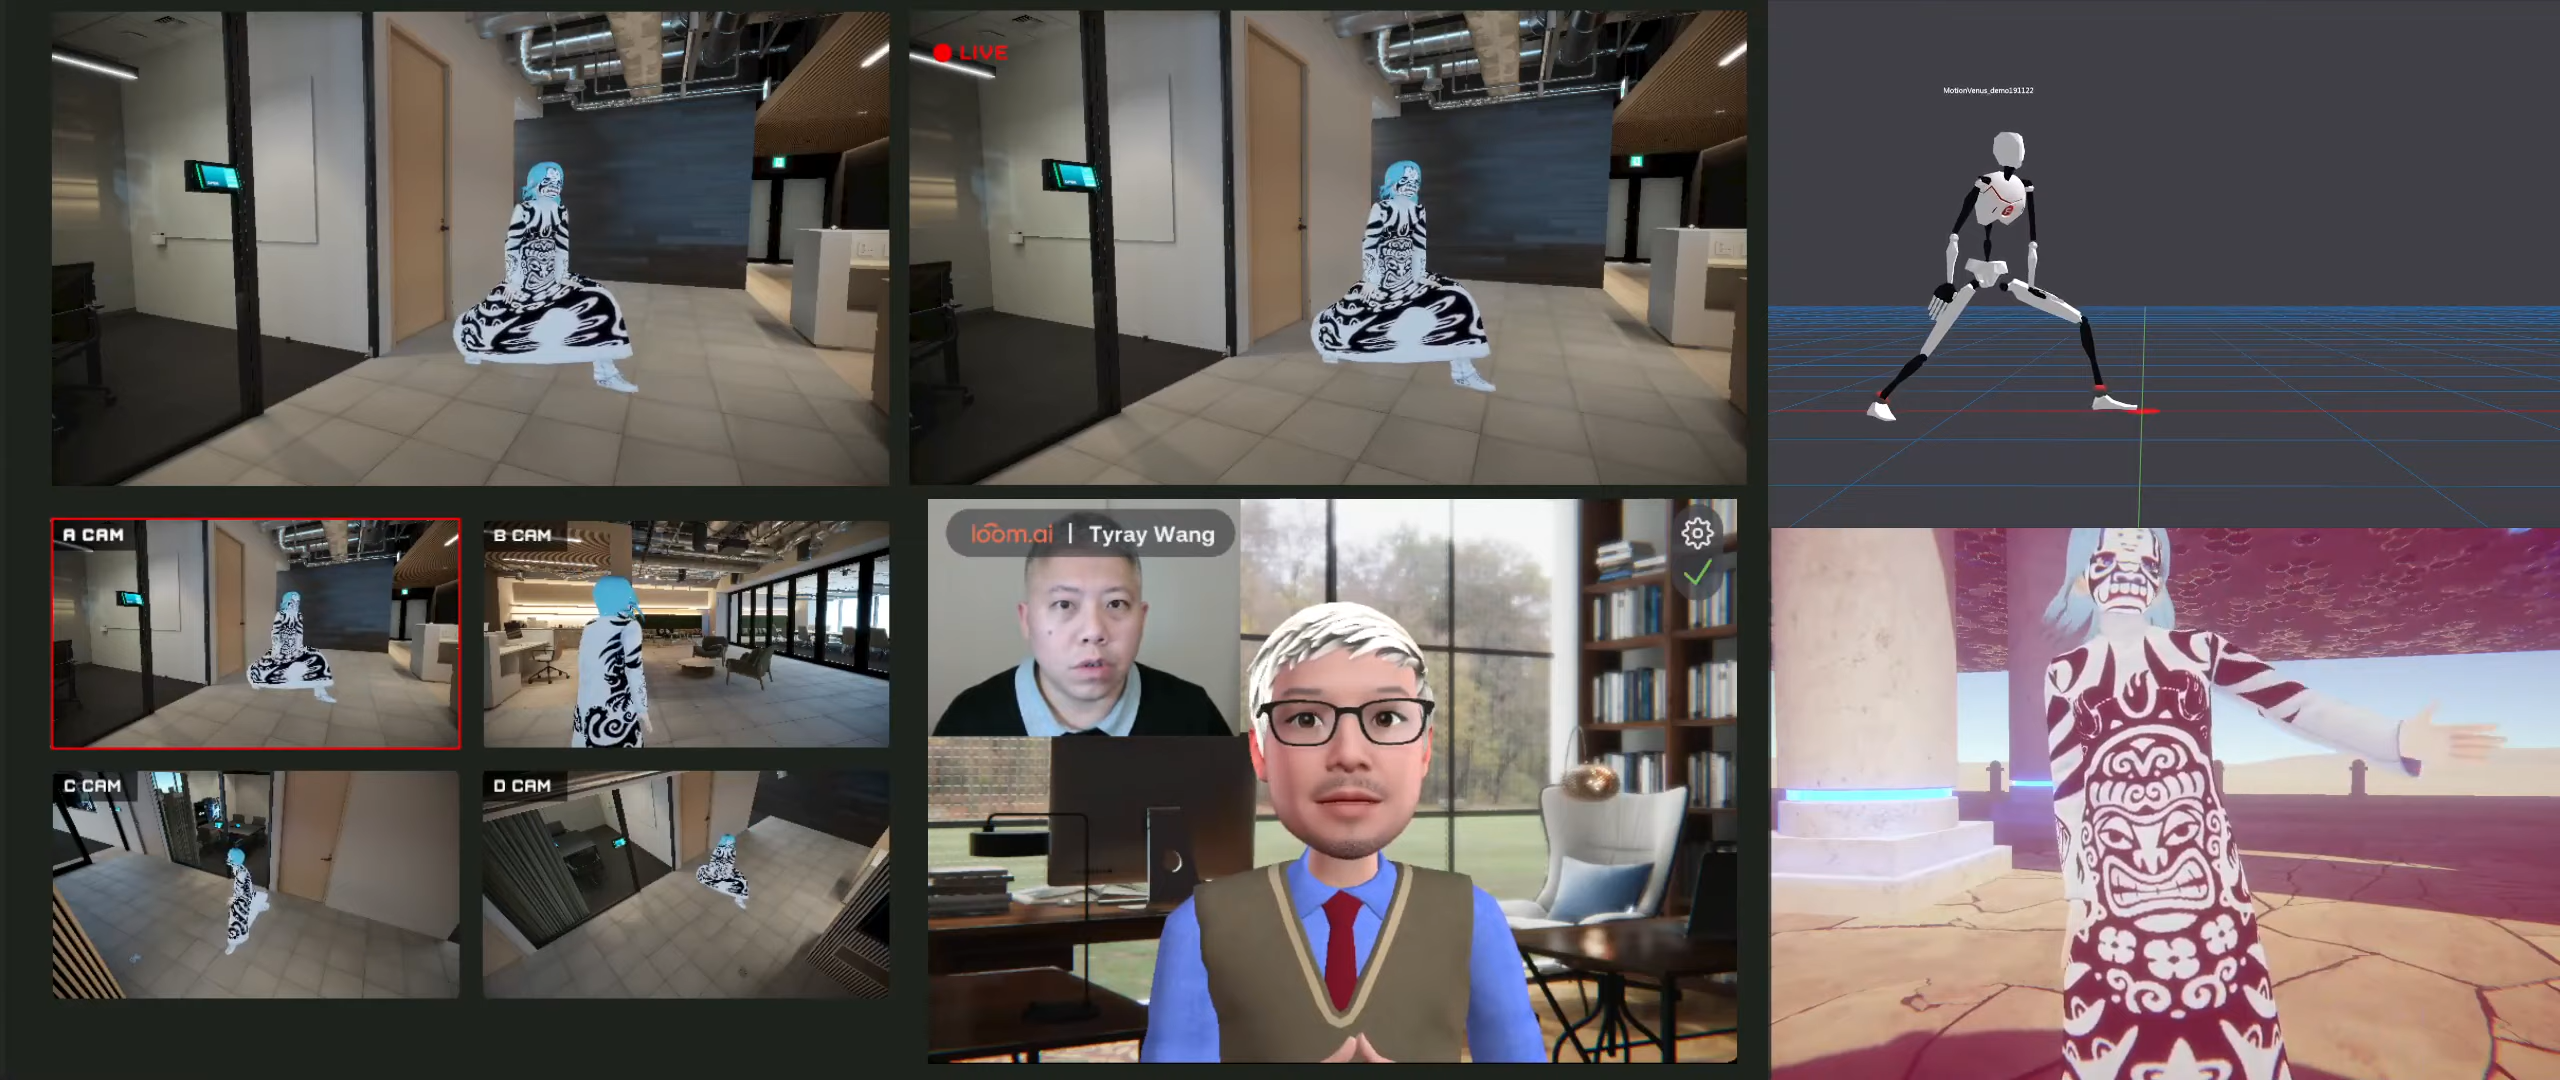 LIVE
MotionVenus_demo191122
A CAM
B CAM
loom.ai | Tyray Wang
C CAM
D CAM